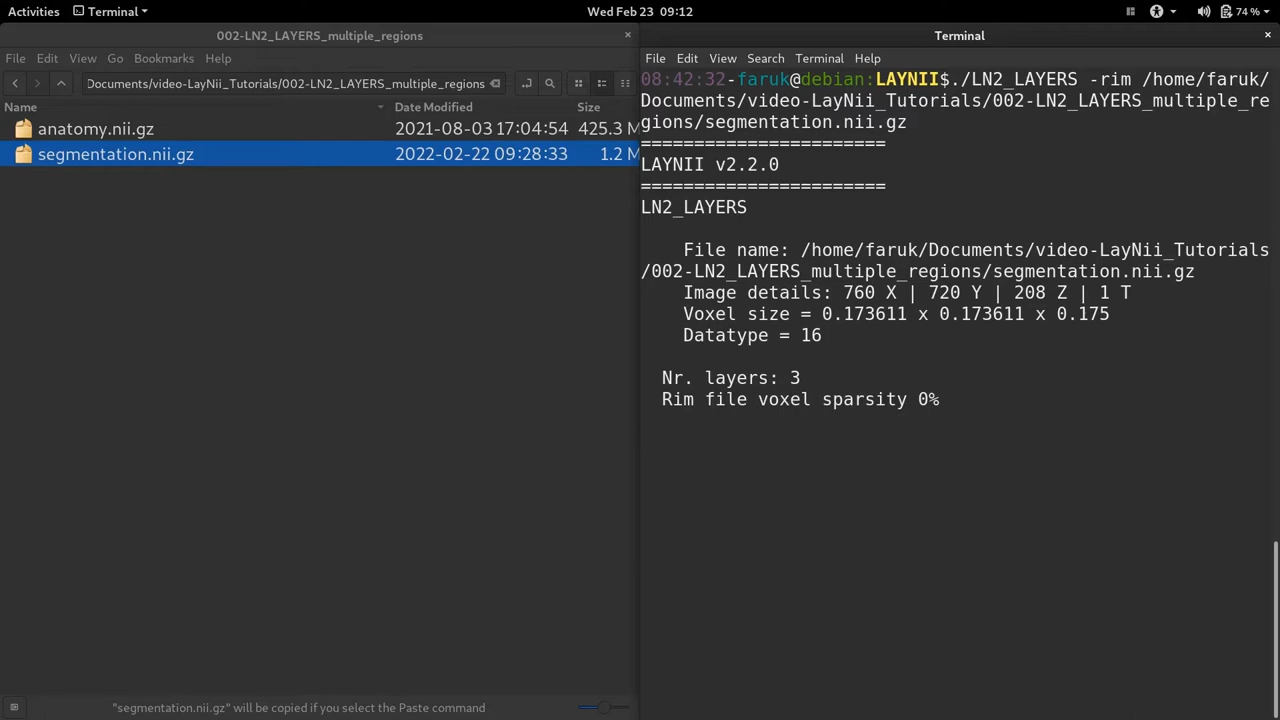 Activities Terminal Wed Feb 23 09:12 74 %
002-LN2_LAYERS_multiple_regions ×
File Edit View Go Bookmarks Help
Documents/video-LayNii_Tutorials/002-LN2_LAYERS_multiple_regions
Name Date Modified Size
anatomy.nii.gz 2021-08-03 17:04:54 425.3 M
segmentation.nii.gz 2022-02-22 09:28:33 1.2 M
"segmentation.nii.gz" will be copied if you select the Paste command
Terminal ×
File Edit View Search Terminal Help
08:42:32-faruk@debian:LAYNII$./LN2_LAYERS -rim /home/faruk/
Documents/video-LayNii_Tutorials/002-LN2_LAYERS_multiple_re
gions/segmentation.nii.gz
=======================
LAYNII v2.2.0
=======================
LN2_LAYERS
File name: /home/faruk/Documents/video-LayNii_Tutorials
/002-LN2_LAYERS_multiple_regions/segmentation.nii.gz
Image details: 760 X | 720 Y | 208 Z | 1 T
Voxel size = 0.173611 x 0.173611 x 0.175
Datatype = 16
Nr. layers: 3
Rim file voxel sparsity 0%